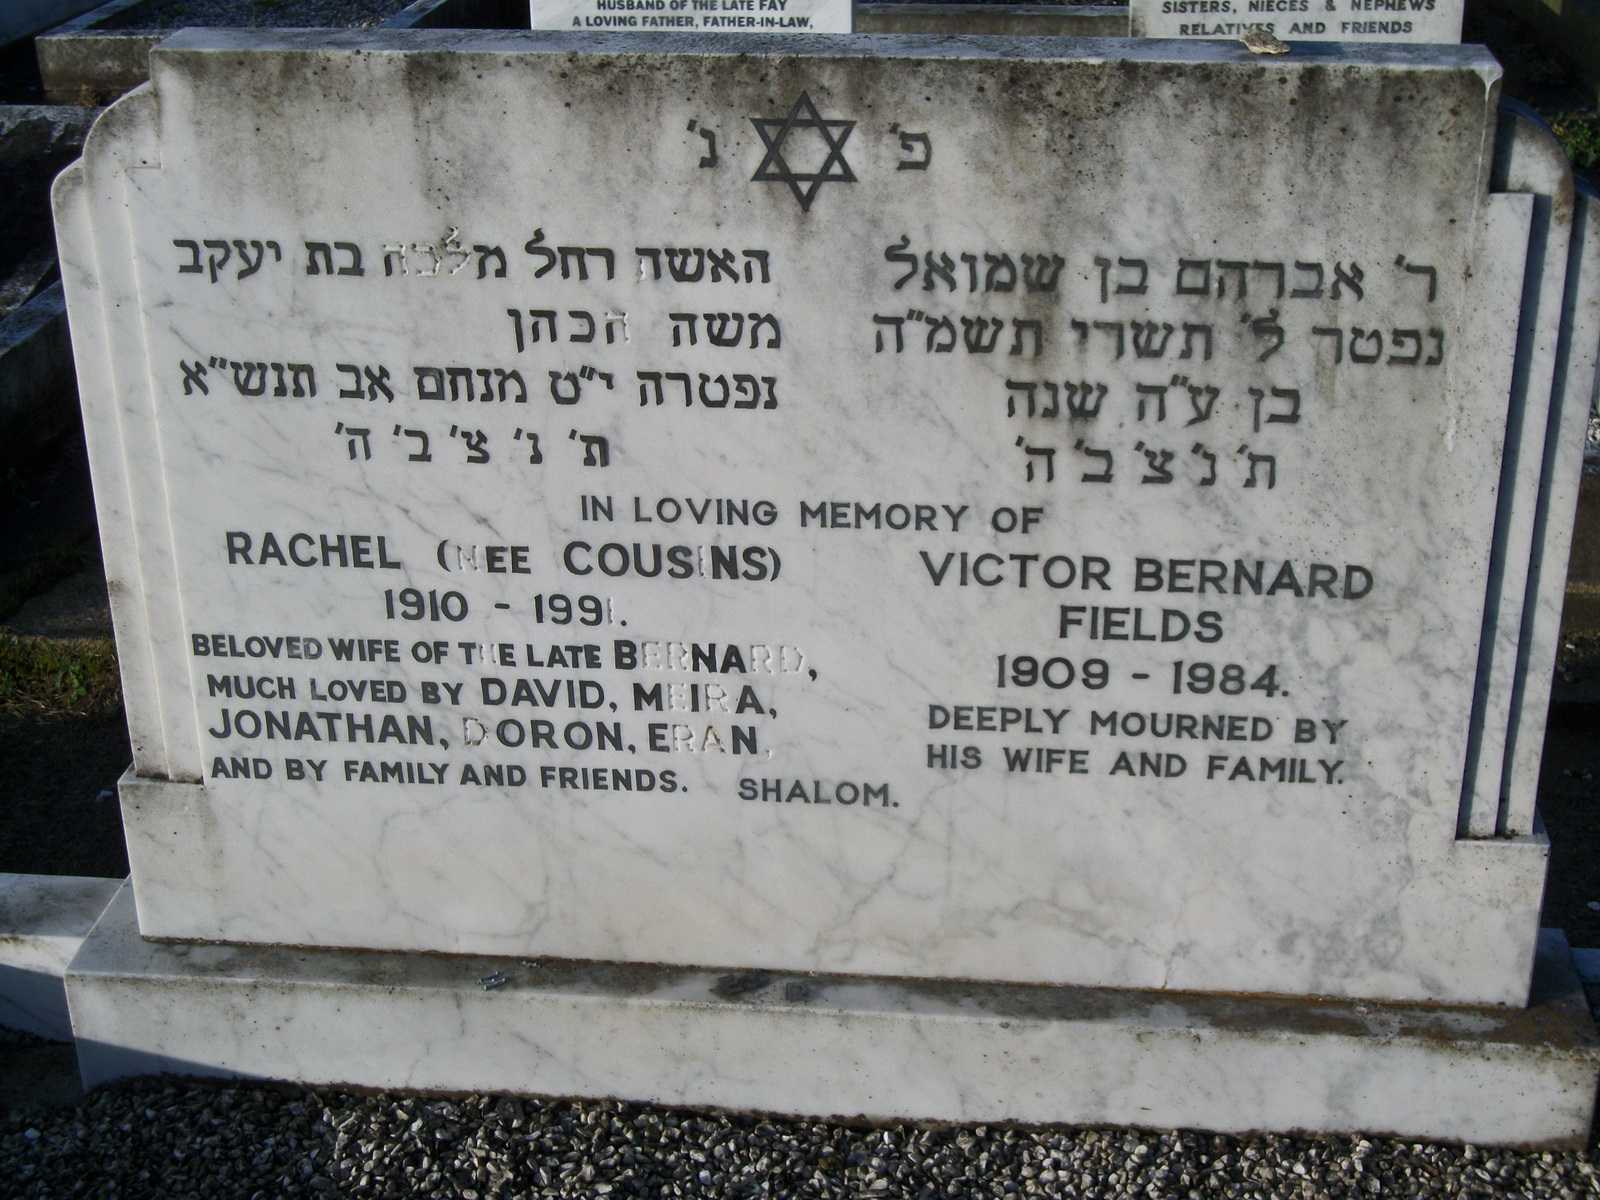 HUSBAND OF THE LATE FAY
A LOVING FATHER, FATHER-IN-LAW,
SISTERS, NIECES & NEPHEWS
RELATIVES AND FRIENDS
פ' נ'
ר' אברהם בן שמואל
נפטר ל' תשרי תשמ"ה
בן ע"ה שנה
ת' נ' צ' ב' ה'
האשה רחל מלכה בת יעקב
משה הכהן
נפטרה י"ט מנחם אב תנש"א
ת' נ' צ' ב' ה'
IN LOVING MEMORY OF
RACHEL (NEE COUSINS)
1910 - 1991.
BELOVED WIFE OF THE LATE BERNARD,
MUCH LOVED BY DAVID, MEIRA,
JONATHAN, DORON, ERAN,
AND BY FAMILY AND FRIENDS.
VICTOR BERNARD
FIELDS
1909 - 1984.
DEEPLY MOURNED BY
HIS WIFE AND FAMILY.
SHALOM.